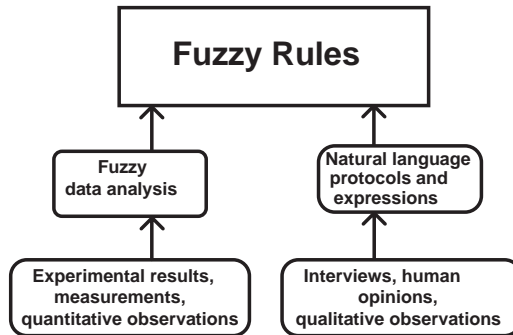 Fuzzy Rules
Fuzzy
data analysis
Natural language
protocols and
expressions
Experimental results,
measurements,
quantitative observations
Interviews, human
opinions,
qualitative observations